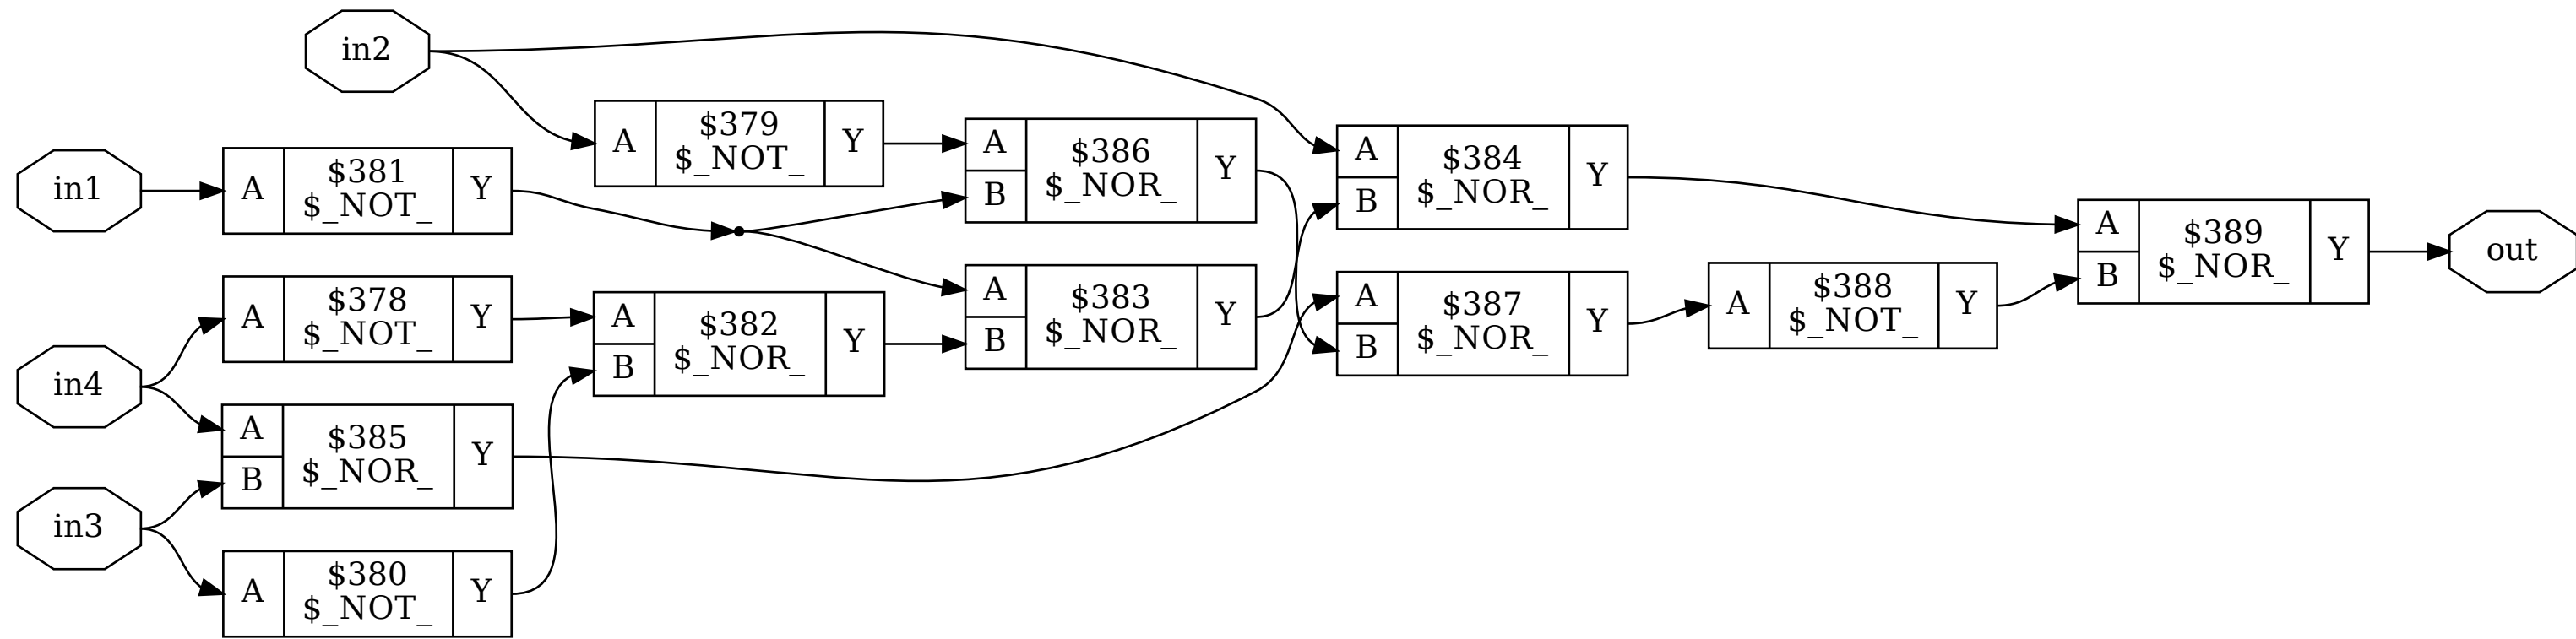 in2
$379
A
$_NOT_
Y
in1
$381
A
$_NOT_
Y
$386
A
B
$_NOR_
Y
$384
A
B
$_NOR_
Y
$378
A
$_NOT_
Y
$382
A
B
$_NOR_
Y
$383
A
B
$_NOR_
Y
$387
A
B
$_NOR_
Y
$388
A
$_NOT_
Y
$389
A
B
$_NOR_
Y
out
in4
$385
A
B
$_NOR_
Y
in3
$380
A
$_NOT_
Y